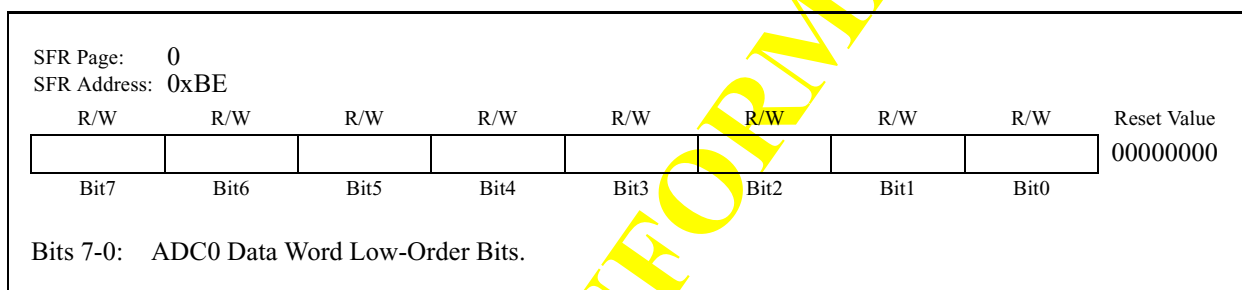 SFR Page: 0
SFR Address: 0xBE
R/W R/W R/W R/W R/W R/W R/W R/W Reset Value
00000000
Bit7 Bit6 Bit5 Bit4 Bit3 Bit2 Bit1 Bit0
Bits 7-0: ADC0 Data Word Low-Order Bits.